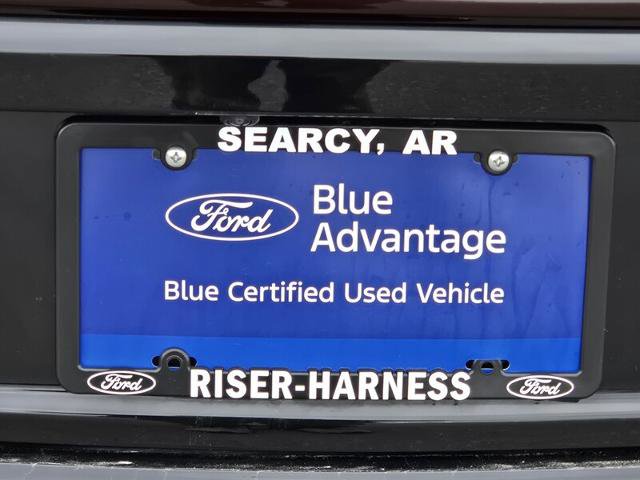 SEARCY, AR
Ford Blue
Advantage
Blue Certified Used Vehicle
Ford RISER-HARNESS Ford